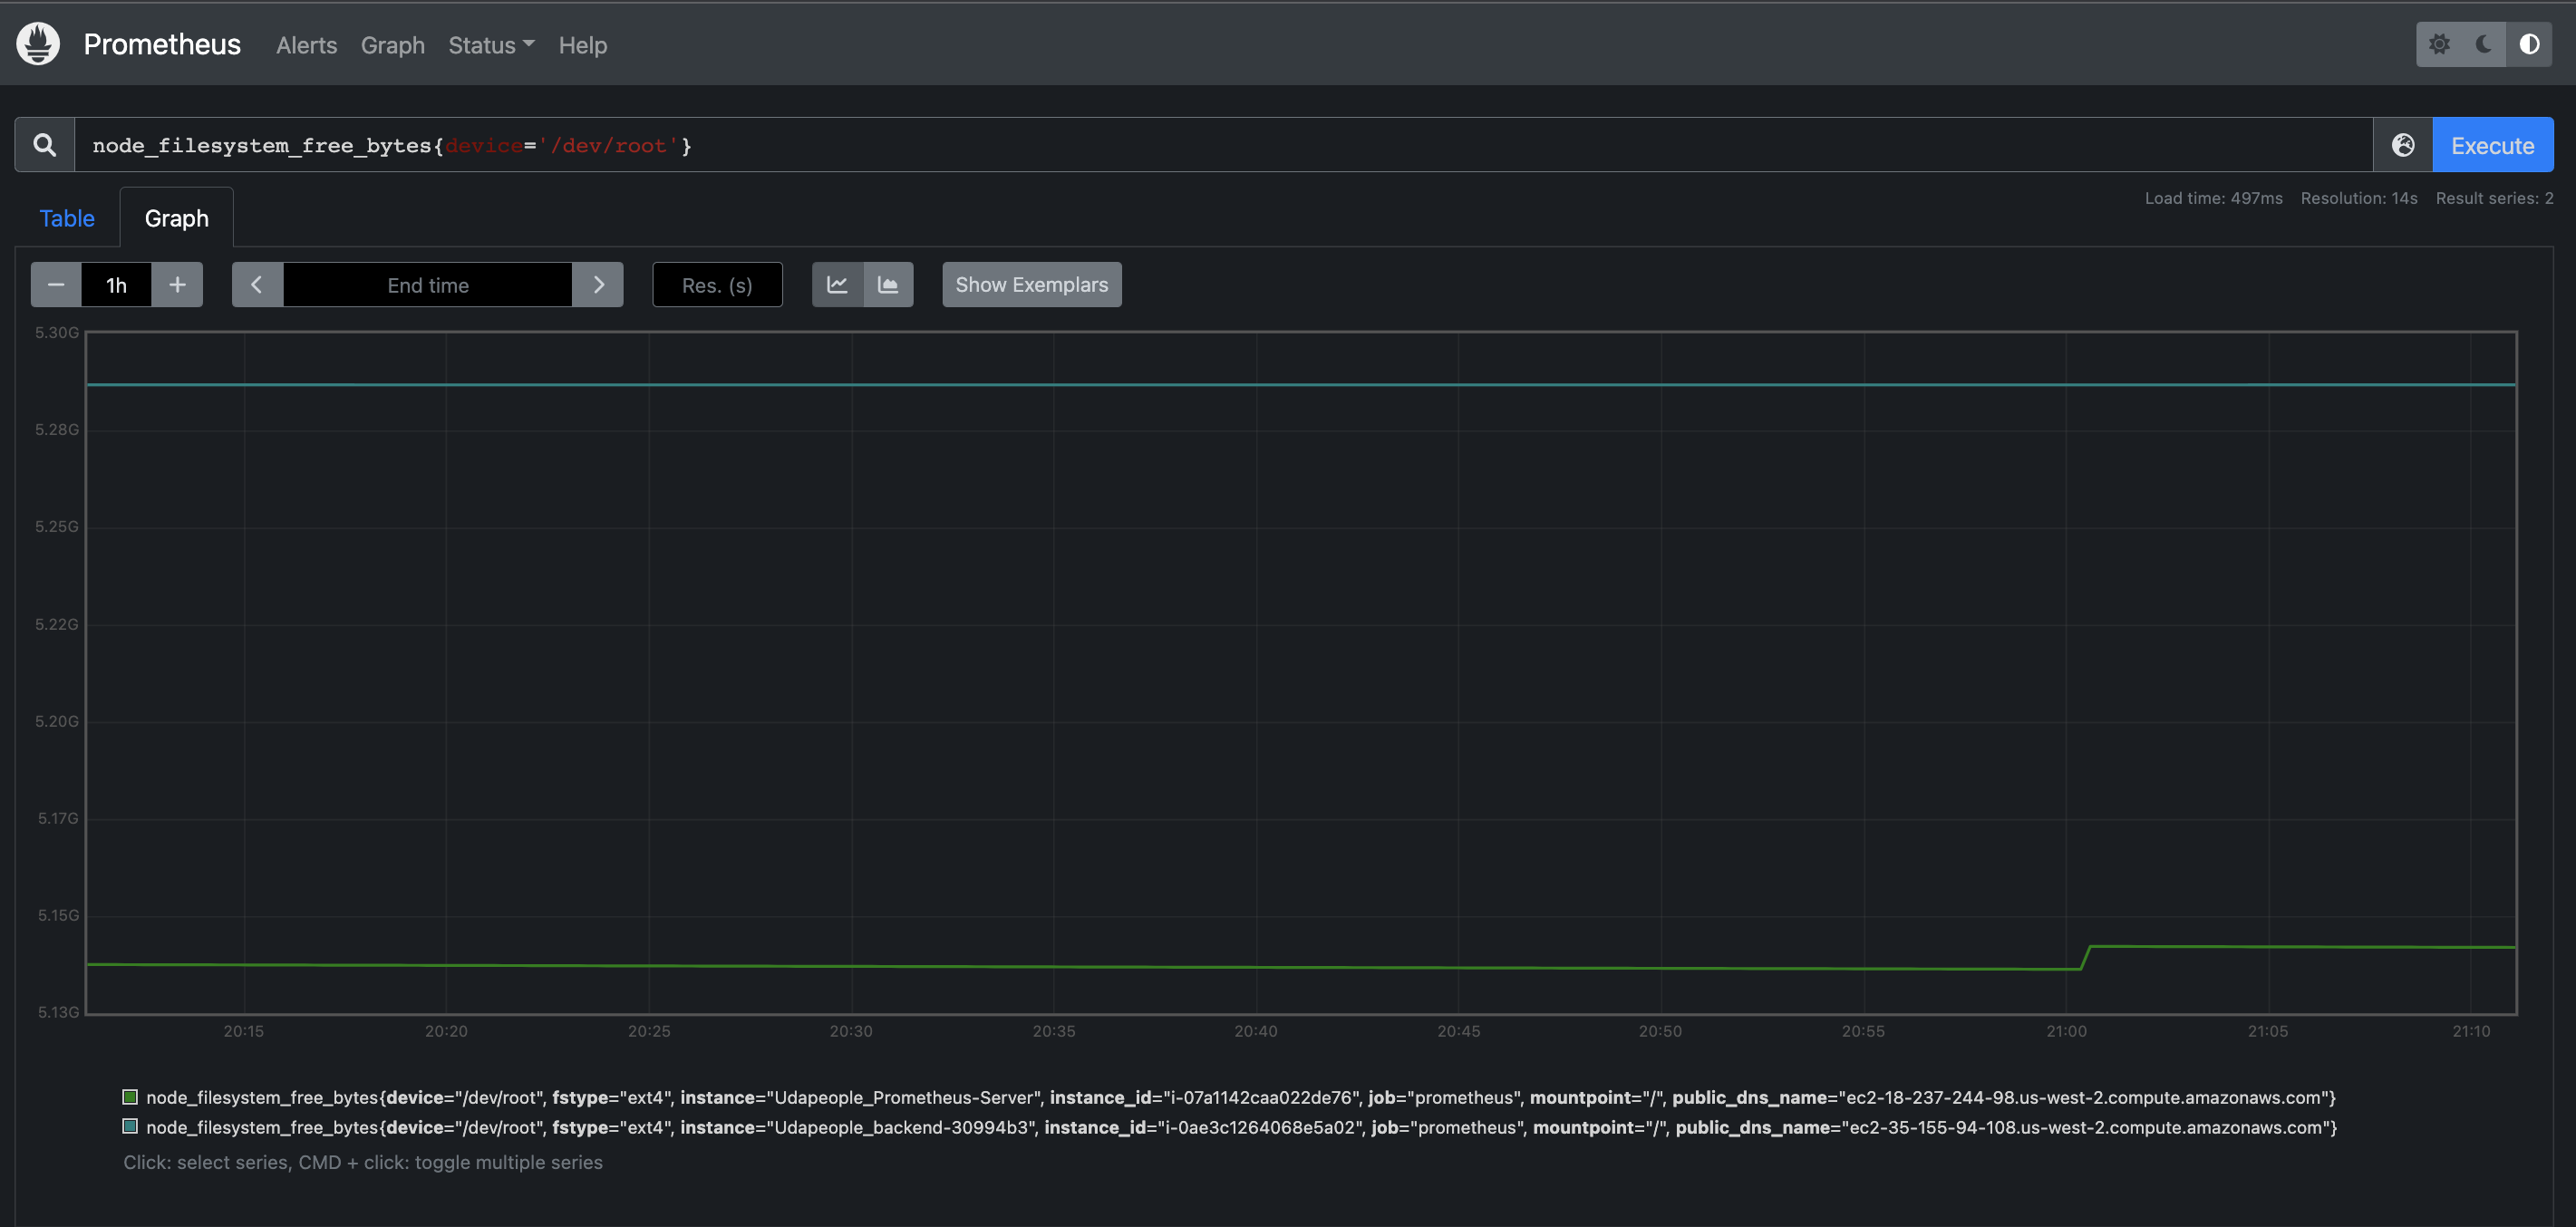 Prometheus Alerts Graph Status Help
node_filesystem_free_bytes{device='/dev/root'} Execute
Load time: 497ms Resolution: 14s Result series: 2
Table Graph
1h End time Res. (s) Show Exemplars
5.30G
5.28G
5.25G
5.22G
5.20G
5.17G
5.15G
5.13G
20:15 20:20 20:25 20:30 20:35 20:40 20:45 20:50 20:55 21:00 21:05 21:10
node_filesystem_free_bytes{device="/dev/root", fstype="ext4", instance="Udapeople_Prometheus-Server", instance_id="i-07a1142caa022de76", job="prometheus", mountpoint="/", public_dns_name="ec2-18-237-244-98.us-west-2.compute.amazonaws.com"}
node_filesystem_free_bytes{device="/dev/root", fstype="ext4", instance="Udapeople_backend-30994b3", instance_id="i-0ae3c1264068e5a02", job="prometheus", mountpoint="/", public_dns_name="ec2-35-155-94-108.us-west-2.compute.amazonaws.com"}
Click: select series, CMD + click: toggle multiple series